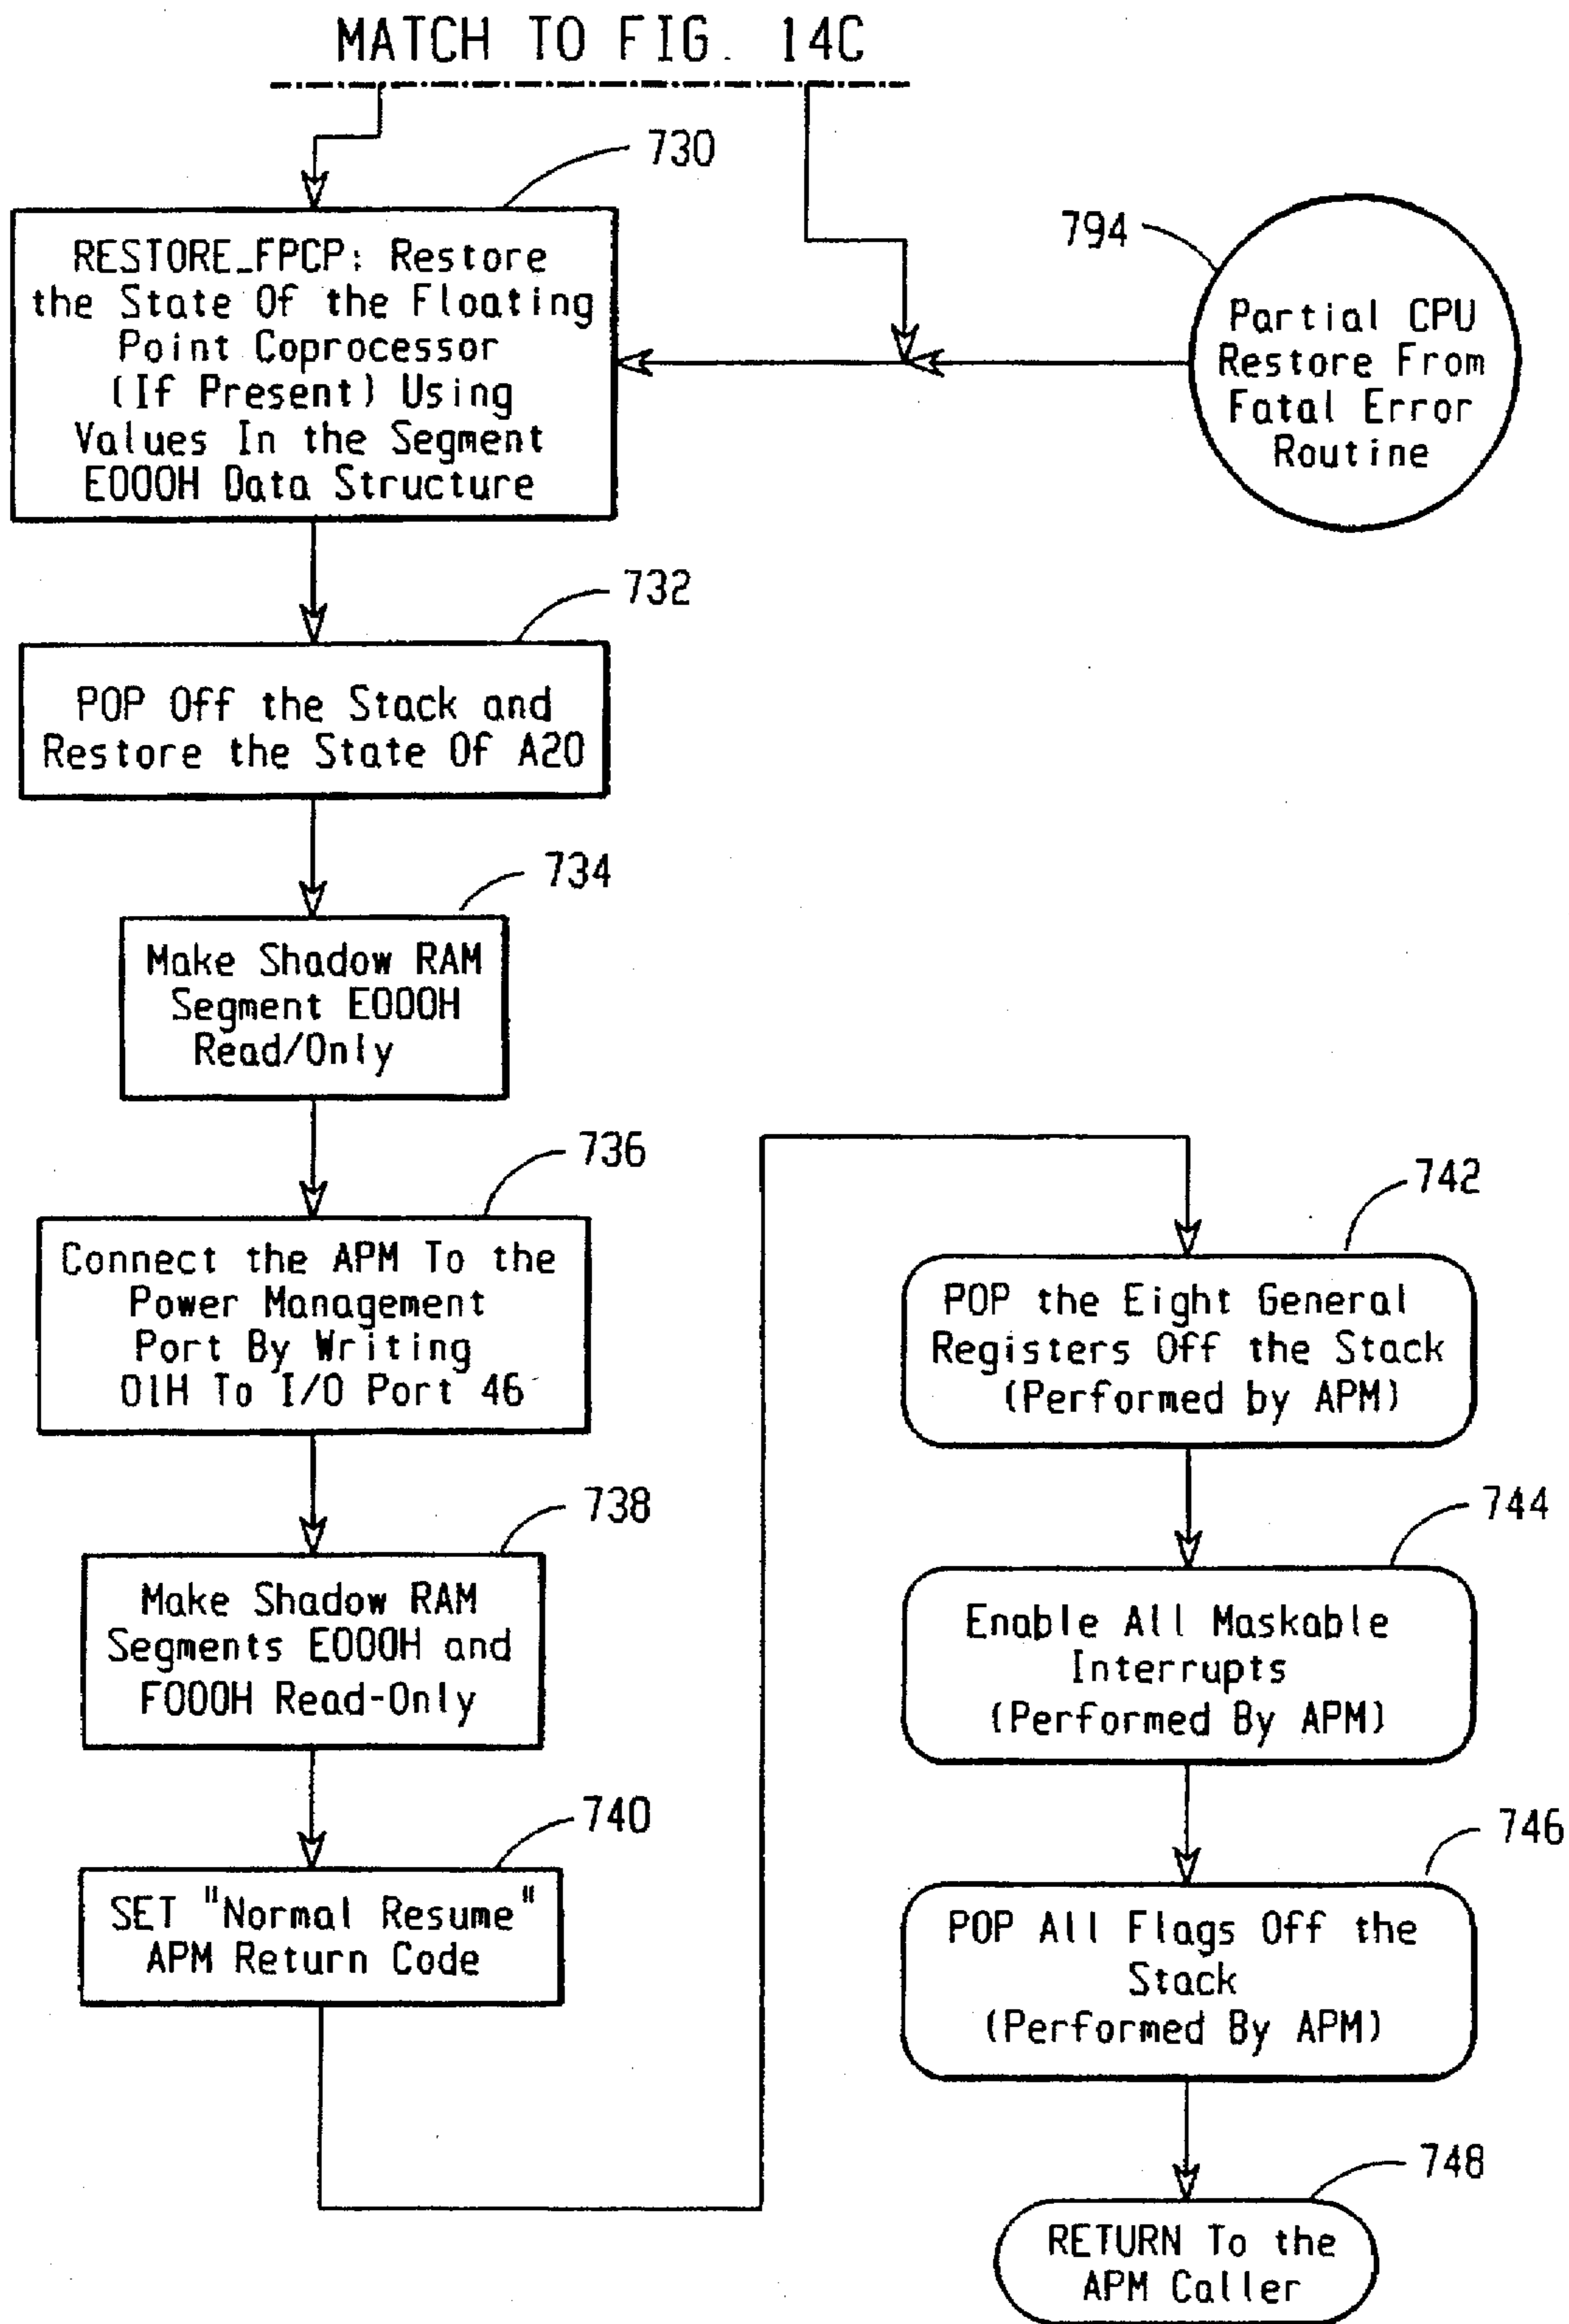 MATCH TO FIG. 14C
730
RESTORE_FPCP: Restore
the State Of the Floating
Point Coprocessor
(If Present) Using
Values In the Segment
E000H Data Structure
794
Partial CPU
Restore From
Fatal Error
Routine
732
POP Off the Stack and
Restore the State Of A20
734
Make Shadow RAM
Segment E000H
Read/Only
736
Connect the APM To the
Power Management
Port By Writing
01H To I/O Port 46
738
Make Shadow RAM
Segments E000H and
F000H Read-Only
740
SET "Normal Resume"
APM Return Code
742
POP the Eight General
Registers Off the Stack
(Performed by APM)
744
Enable All Maskable
Interrupts
(Performed By APM)
746
POP All Flags Off the
Stack
(Performed By APM)
748
RETURN To the
APM Caller